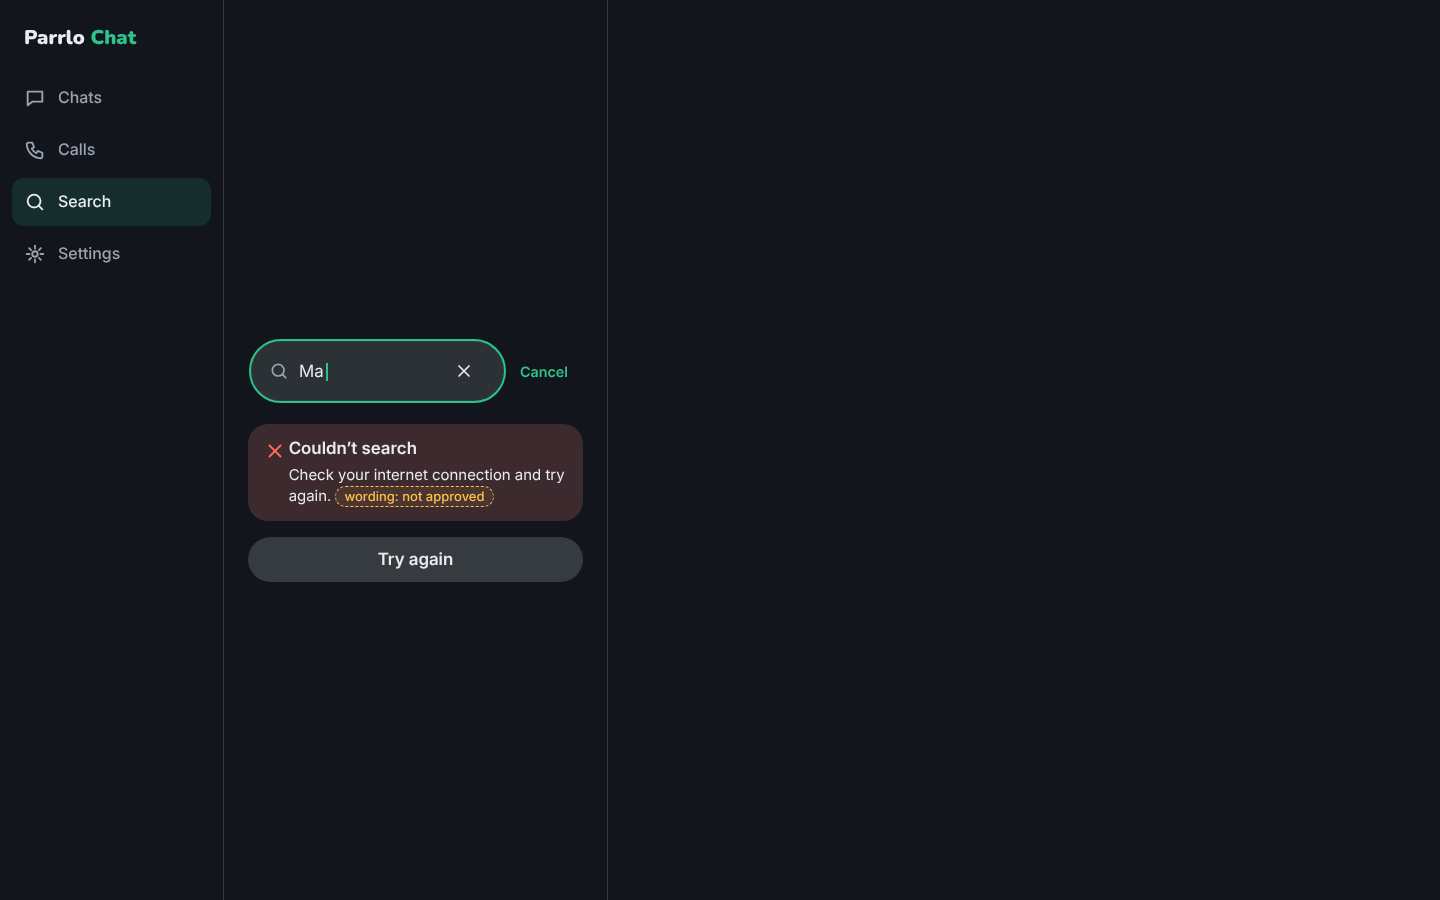 Parrlo Chat
Chats
Calls
Search
Settings
Ma
Cancel
Couldn’t search
Check your internet connection and try
again. wording: not approved
Try again